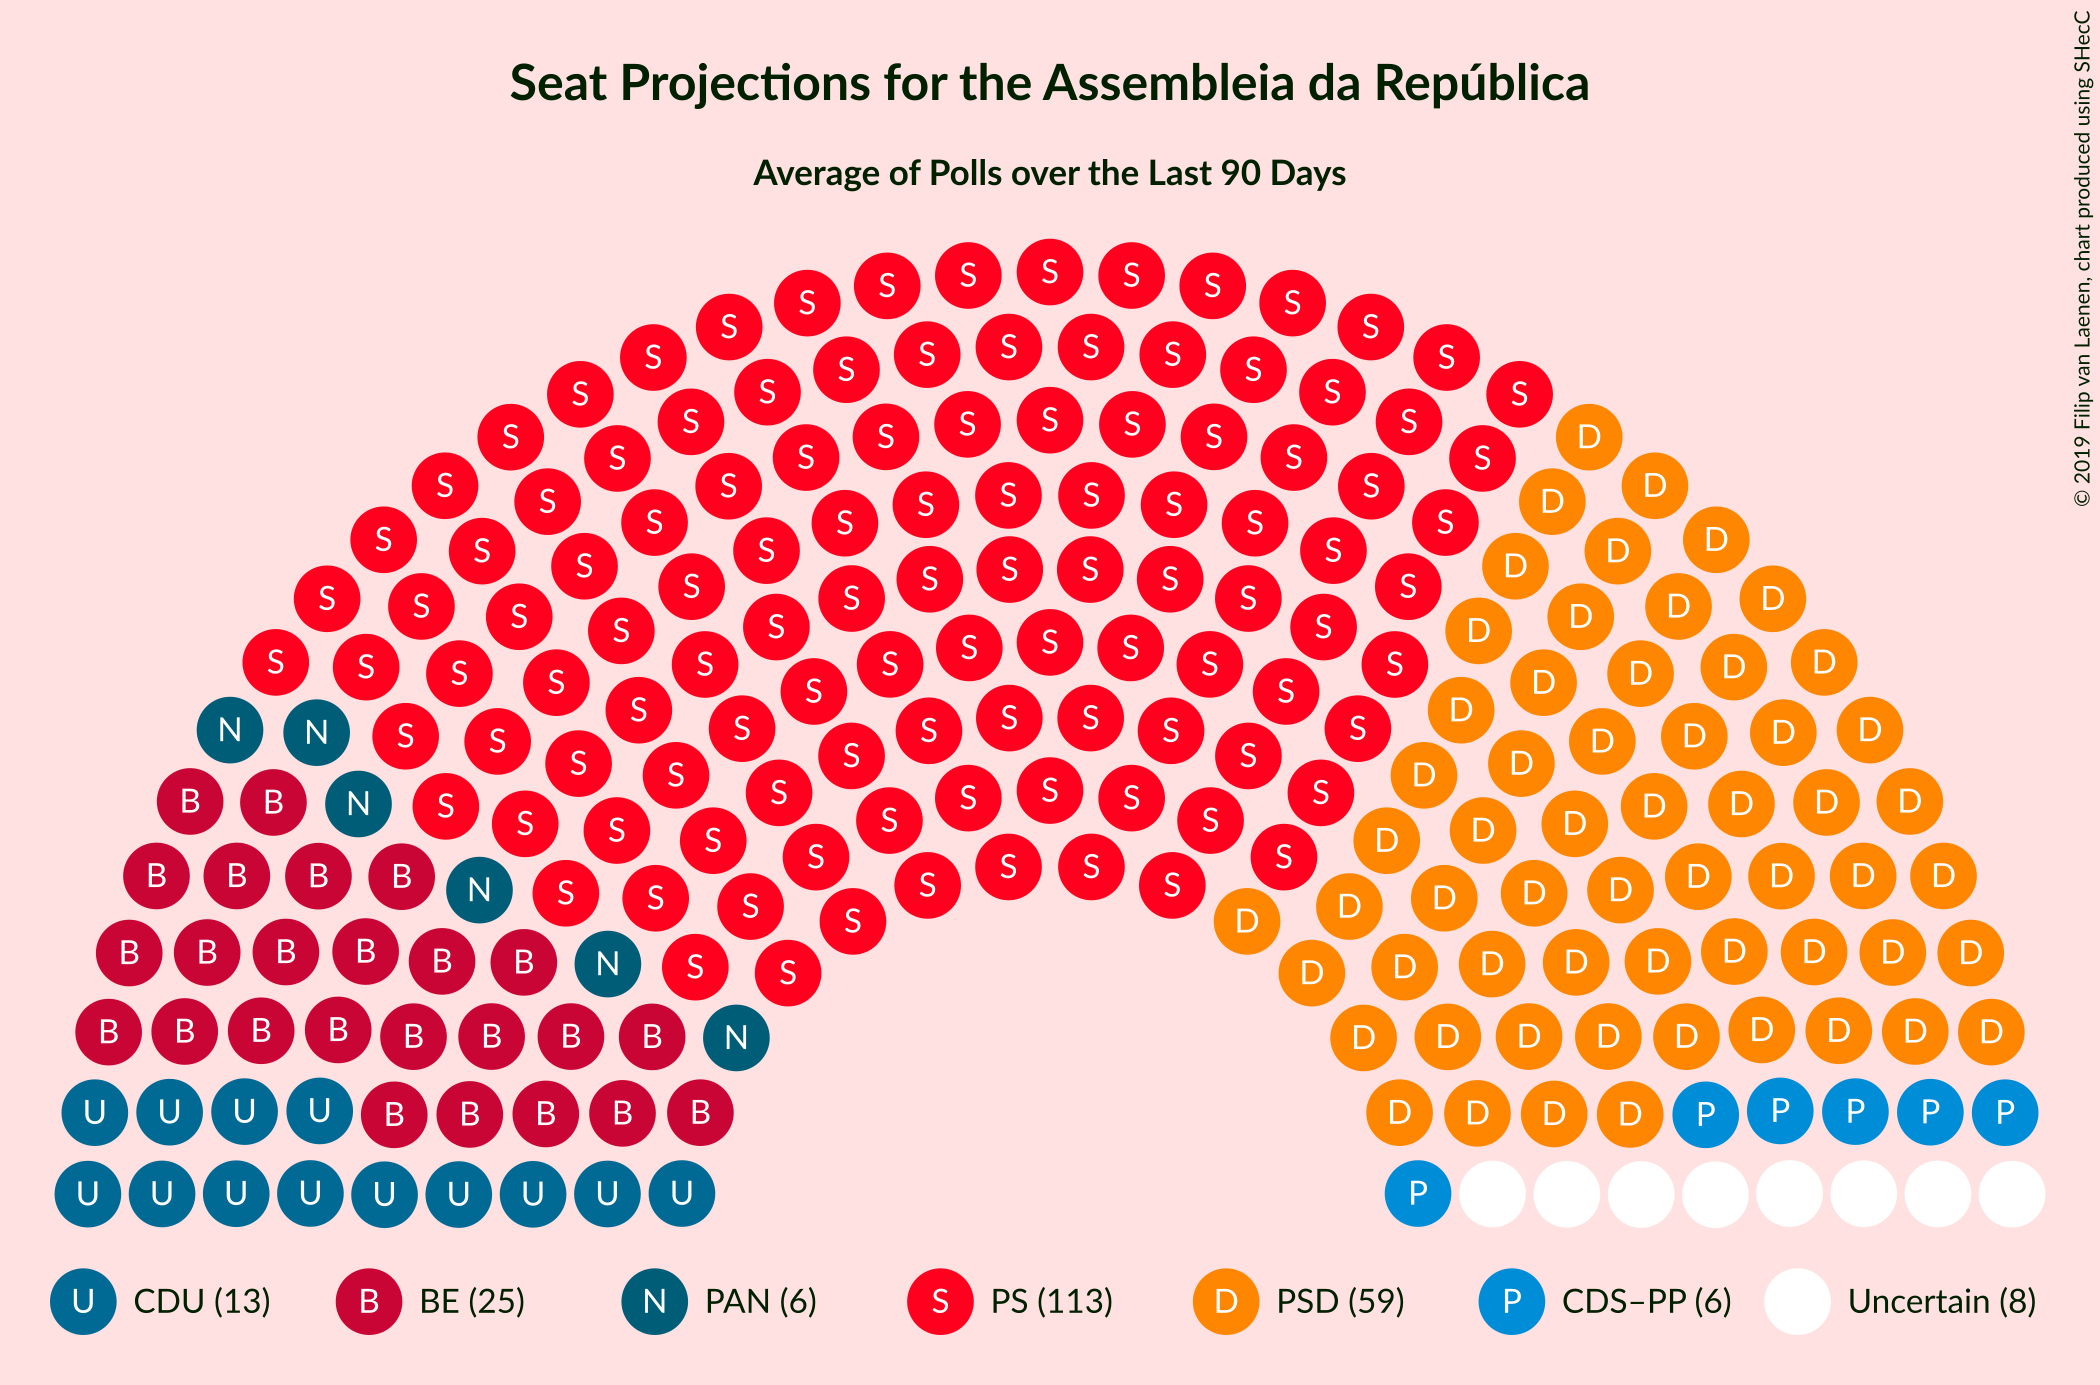 Seat Projections for the Assembleia da República
Average of Polls over the Last 90 Days
© 2019 Filip van Laenen, chart produced using SHecC
U U B B B B N S S S S S S S S S S S S S S S S S S D D D D D D D D D D P
U U B B B B N S S S S S S S S S S S S S S S S D D D D D D D D D P
U U B B B N S S S S S S S S S S S S S S S D D D D D D D D P
U U B B B S S S S S S S S S S S S S S D D D D D D D P
U B B B N S S S S S S S S S S S S S D D D D D D P
U B B B S S S S S S S S S S S S D D D D D D
U B B N S S S S S S S S S S D D D D D
U B B S S S S S S S S S D D D D
U B N S S S S S S D D D D P
U CDU (13) B BE (25) N PAN (6) S PS (113) D PSD (59) P CDS–PP (6) Uncertain (8)